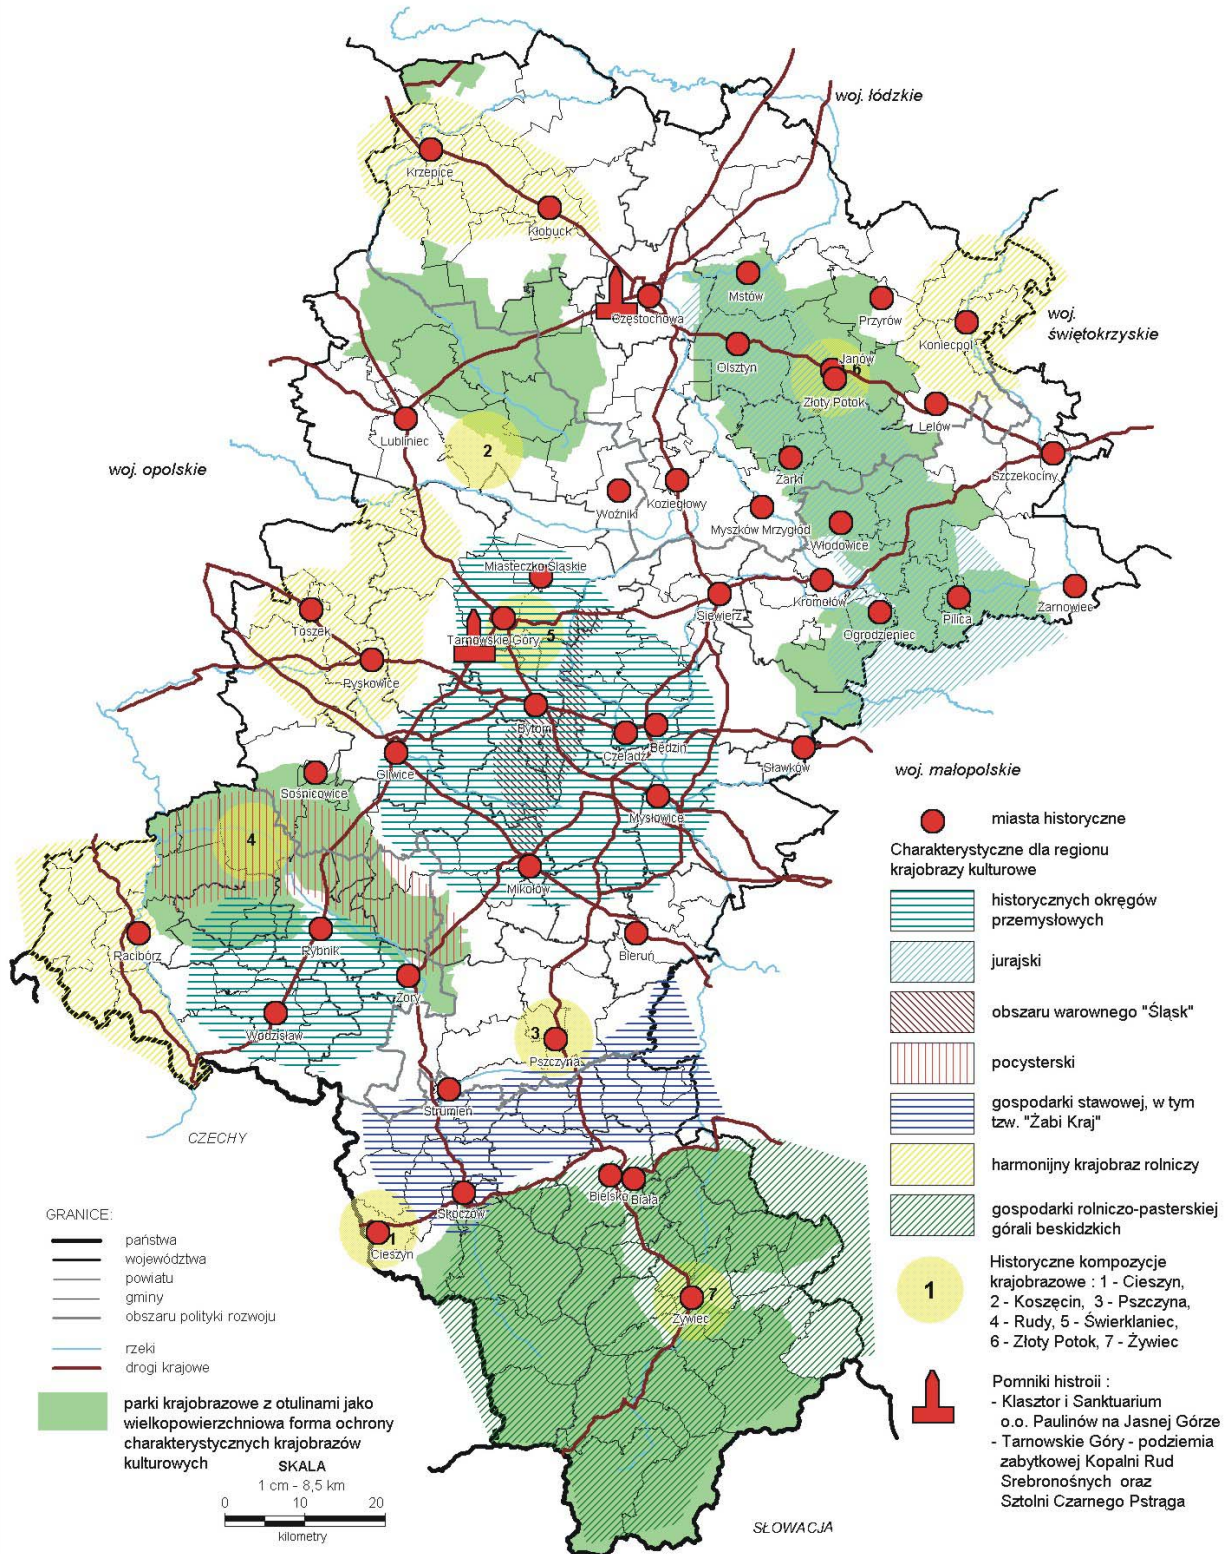 woj. łódzkie
Krzepice
Kłobuck
Mstów
Częstochowa
Przyrów
woj.
świętokrzyskie
Koniecpol
Olsztyn
Janów
6
Złoty Potok
Lelów
Lubliniec
2
woj. opolskie
Żarki
Szczekociny
Woźniki
Koziegłowy
Myszków Mrzygłód
Włodowice
Miasteczko Śląskie
Siewierz
Kromołów
Żarnowiec
Pilica
Ogrodzieniec
Toszek
Tarnowskie Góry
5
Pyskowice
Bytom
Będzin
Czeladź
Sławków
Gliwice
woj. małopolskie
Sośnicowice
Mysłowice
4
Mikołów
Racibórz
Rybnik
Bieruń
Żory
Wodzisław
3
Pszczyna
Strumień
CZECHY
Bielsko
Biała
Skoczów
1
Cieszyn
7
Żywiec
SŁOWACJA
miasta historyczne
Charakterystyczne dla regionu
krajobrazy kulturowe
historycznych okręgów
przemysłowych
jurajski
obszaru warownego "Śląsk"
pocysterski
gospodarki stawowej, w tym
tzw. "Żabi Kraj"
harmonijny krajobraz rolniczy
gospodarki rolniczo-pasterskiej
górali beskidzkich
1
Historyczne kompozycje
krajobrazowe : 1 - Cieszyn,
2 - Koszęcin, 3 - Pszczyna,
4 - Rudy, 5 - Świerklaniec,
6 - Złoty Potok, 7 - Żywiec
Pomniki histroii :
- Klasztor i Sanktuarium
o.o. Paulinów na Jasnej Górze
- Tarnowskie Góry - podziemia
zabytkowej Kopalni Rud
Srebronośnych oraz
Sztolni Czarnego Pstrąga
GRANICE:
państwa
województwa
powiatu
gminy
obszaru polityki rozwoju
rzeki
drogi krajowe
parki krajobrazowe z otulinami jako
wielkopowierzchniowa forma ochrony
charakterystycznych krajobrazów
kulturowych
SKALA
1 cm - 8,5 km
0 10 20
kilometry